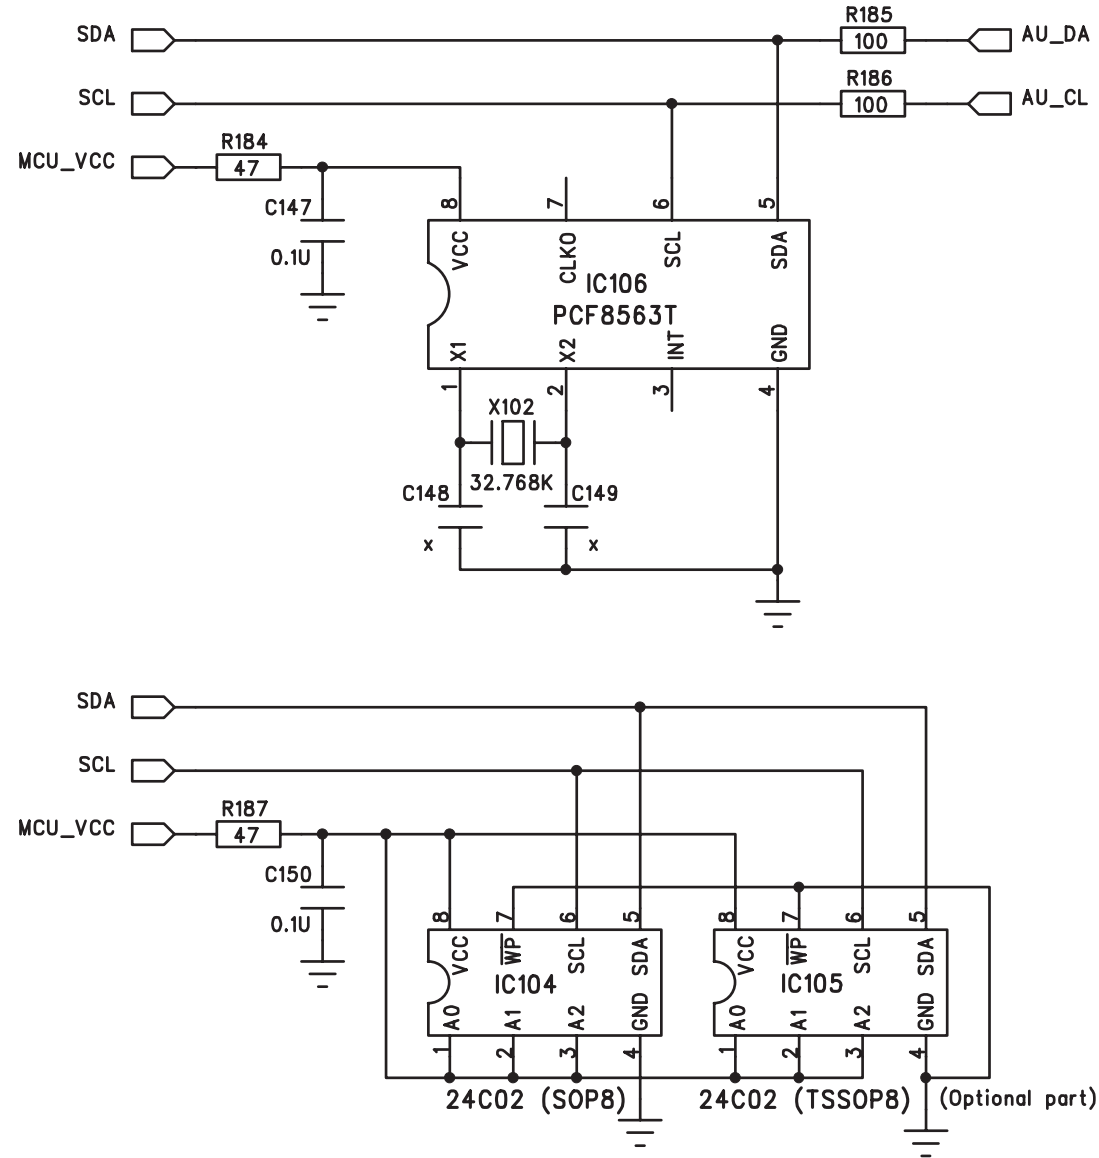 R185
SDA
100
AU_DA
R186
SCL
100
AU_CL
R184
MCU_VCC
47
C147
0.1U
8
7
6
5
VCC
CLKO
SCL
SDA
IC106
PCF8563T
X1
X2
INT
GND
1
2
3
4
X102
32.768K
C148
C149
x
x
SDA
SCL
R187
MCU_VCC
47
C150
0.1U
8
7
6
5
8
7
6
5
VCC
WP
SCL
SDA
VCC
WP
SCL
SDA
IC104
IC105
A0
A1
A2
GND
A0
A1
A2
GND
1
2
3
4
1
2
3
4
24C02 (SOP8)
24C02 (TSSOP8)
(Optional part)